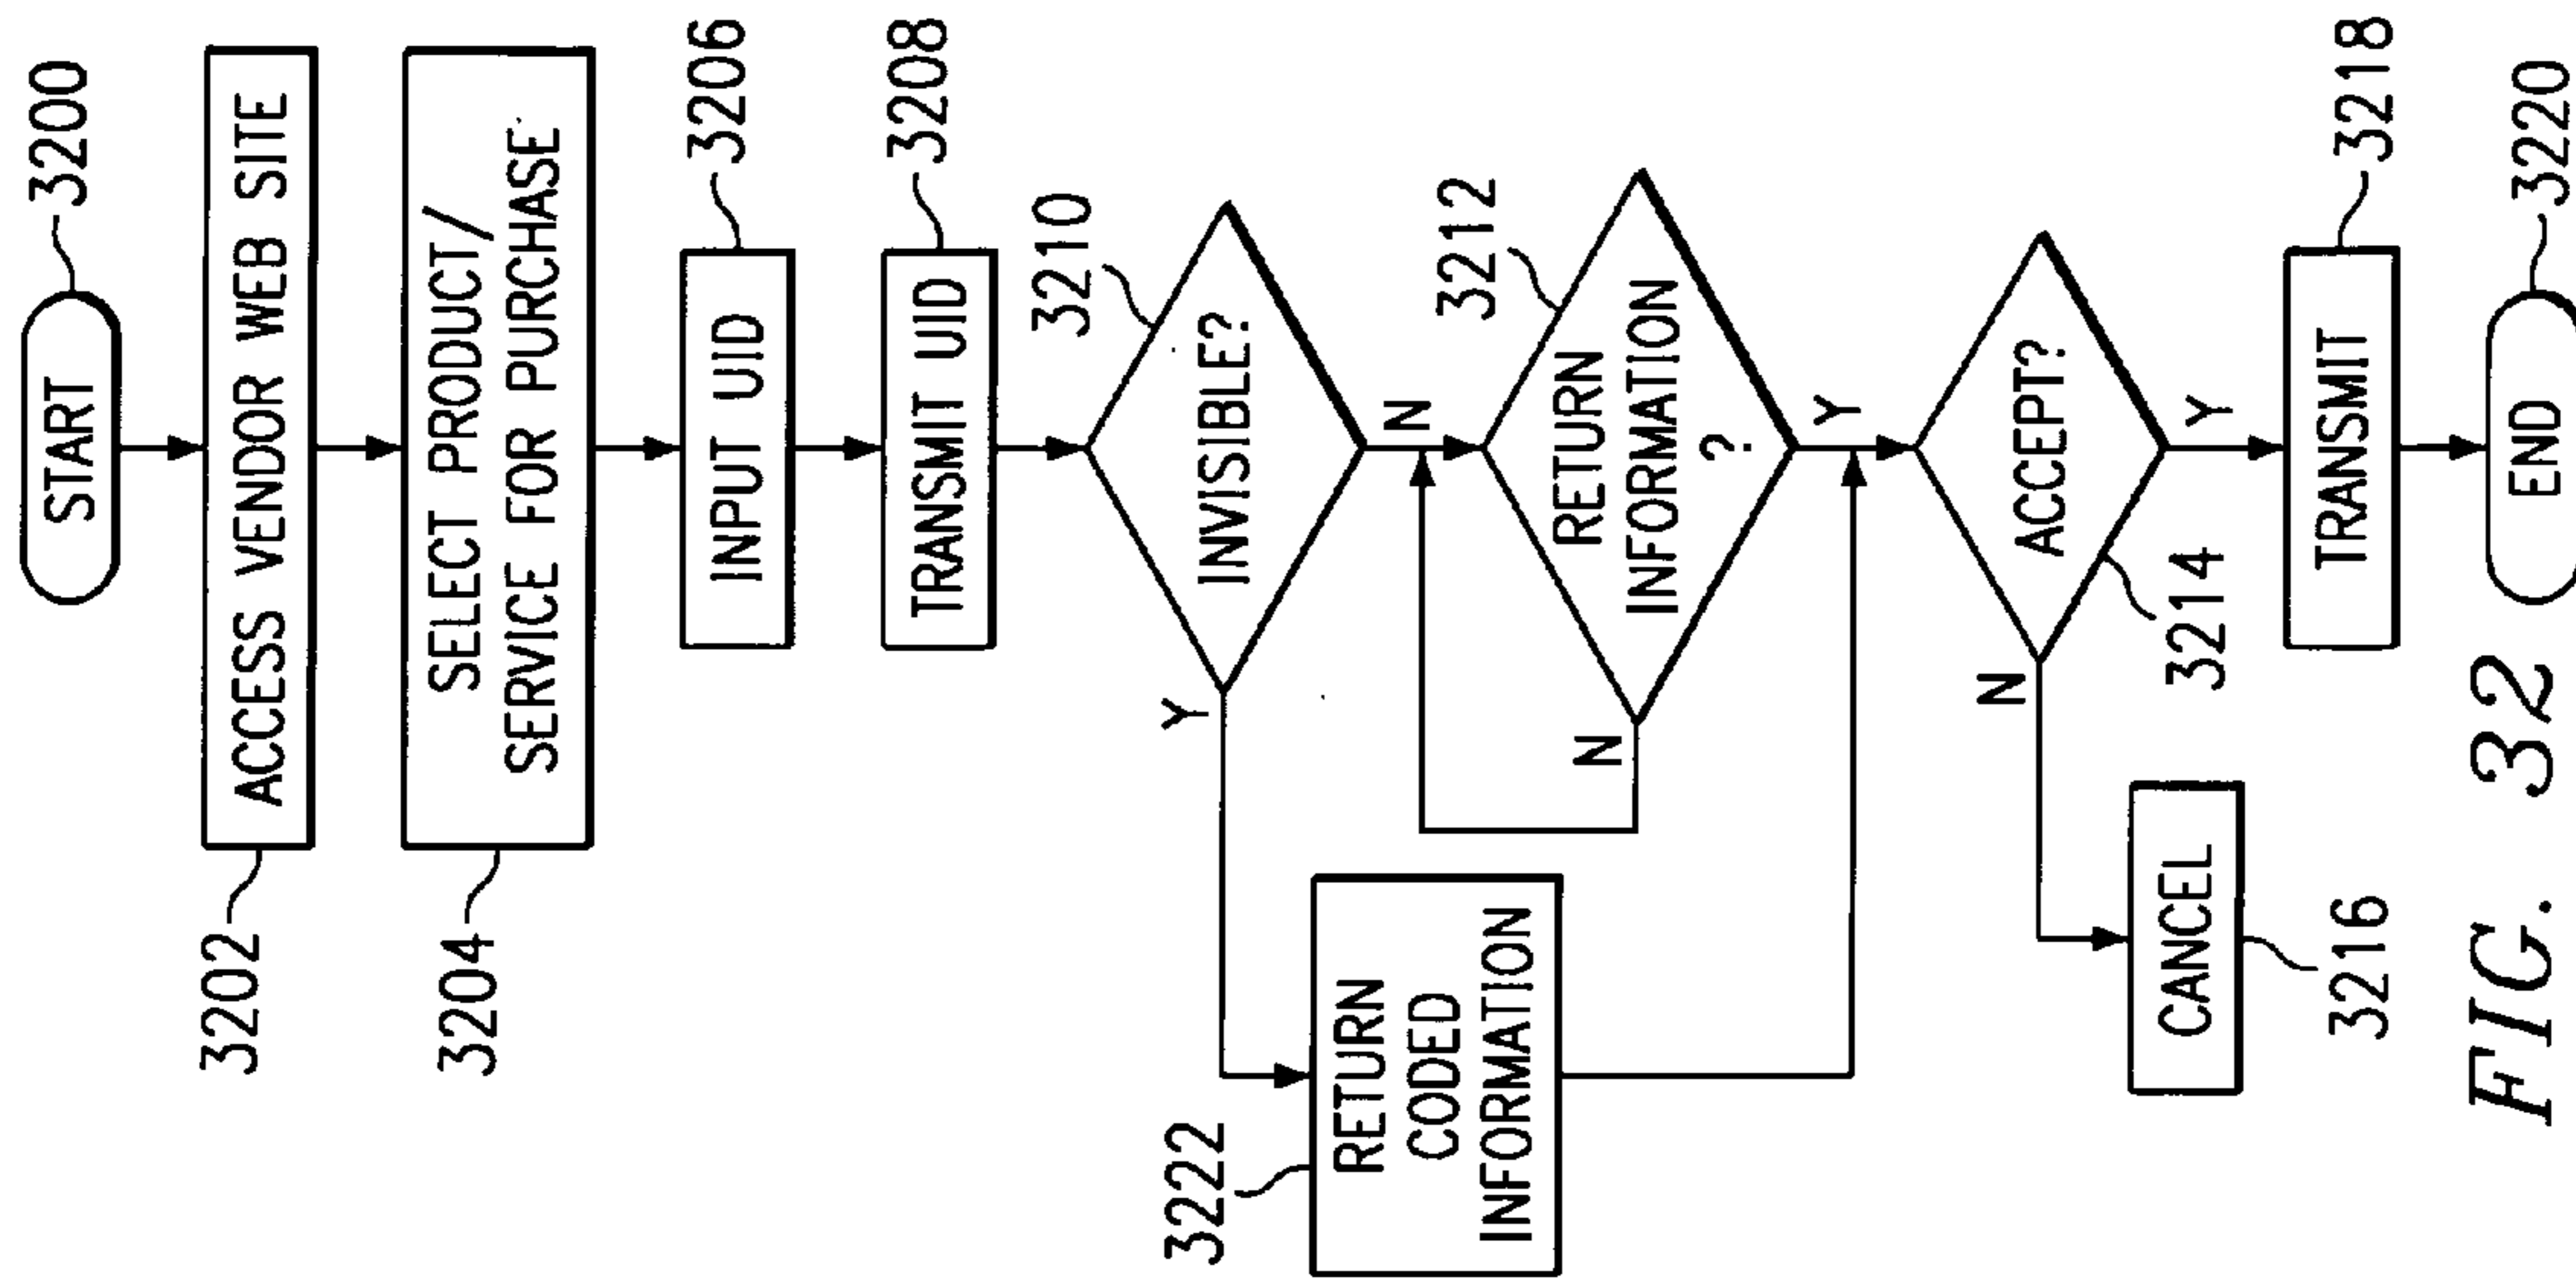 START
3200
3202
ACCESS VENDOR WEB SITE
3204
SELECT PRODUCT/
SERVICE FOR PURCHASE
INPUT UID
3206
TRANSMIT UID
3208
INVISIBLE?
3210
Y
N
3222
RETURN
CODED
INFORMATION
RETURN
INFORMATION
?
3212
N
Y
ACCEPT?
3214
N
Y
CANCEL
3216
TRANSMIT
3218
END
3220
FIG. 32